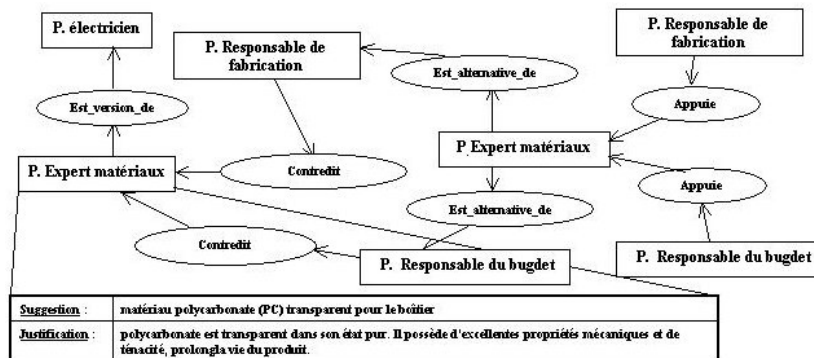 P. électricien
P. Responsable de
fabrication
P. Responsable de
fabrication
Est_alternative_de
Est_version_de
Appuie
P. Expert matériaux
P. Expert matériaux
Contredit
Appuie
Est_alternative_de
Contredit
P. Responsable du bugdet
P. Responsable du bugdet
Suggestion : matériau polycarbonate (PC) transparent pour le boîtier
Justification : polycarbonate est transparent dans son état pur. Il possède d'excellentes propriétés mécaniques et de
ténacité, prolongla vie du produit.